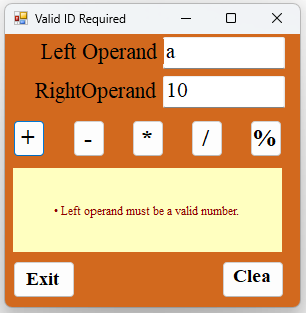 Valid ID Required
Left Operand a
RightOperand 10
+ - * / %
• Left operand must be a valid number.
Exit Clea